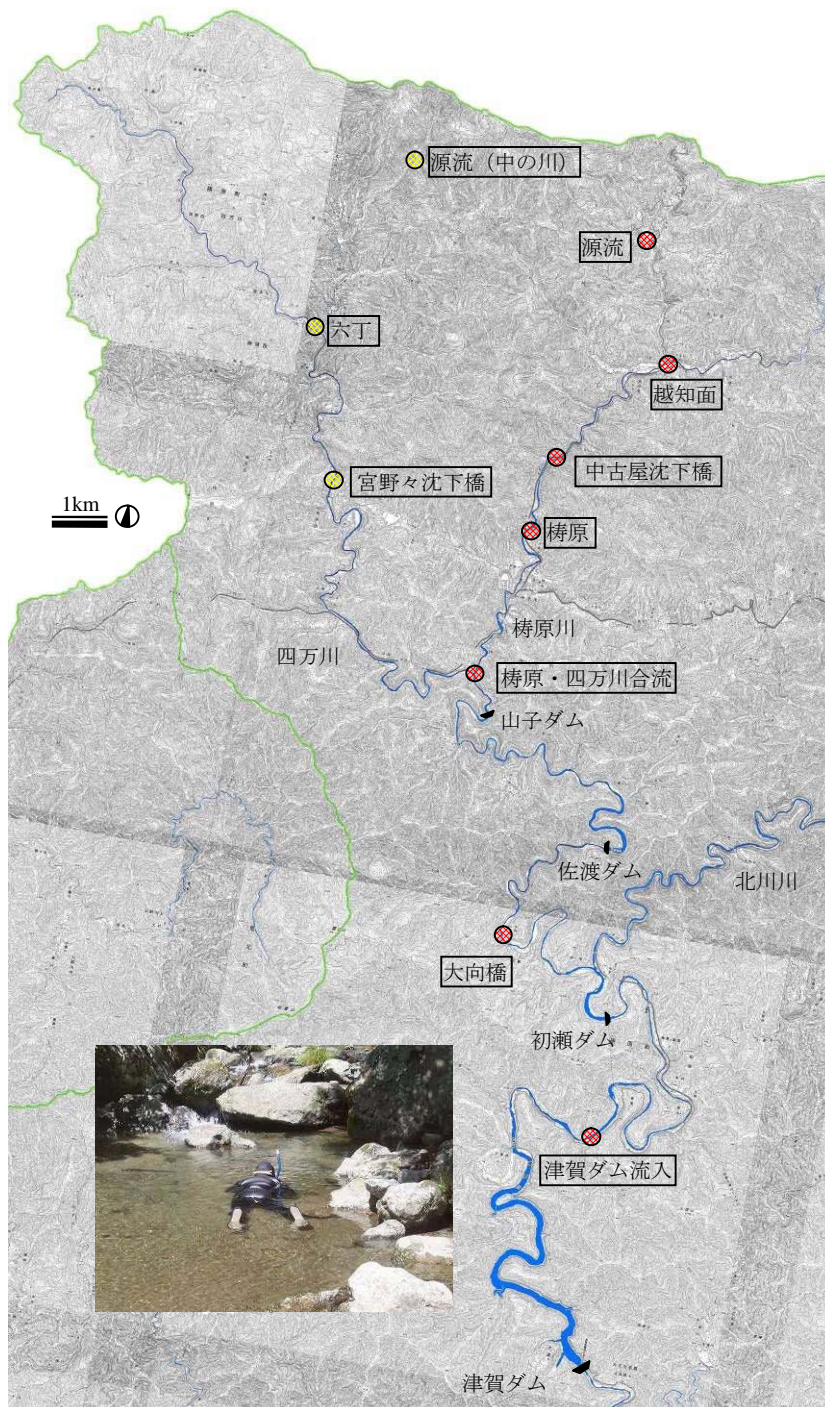 源流（中の川）
源流
六丁
越知面
中古屋沈下橋
宮野々沈下橋
1km
梼原
梼原川
四万川
梼原・四万川合流
山子ダム
佐渡ダム
北川川
大向橋
初瀬ダム
津賀ダム流入
津賀ダム